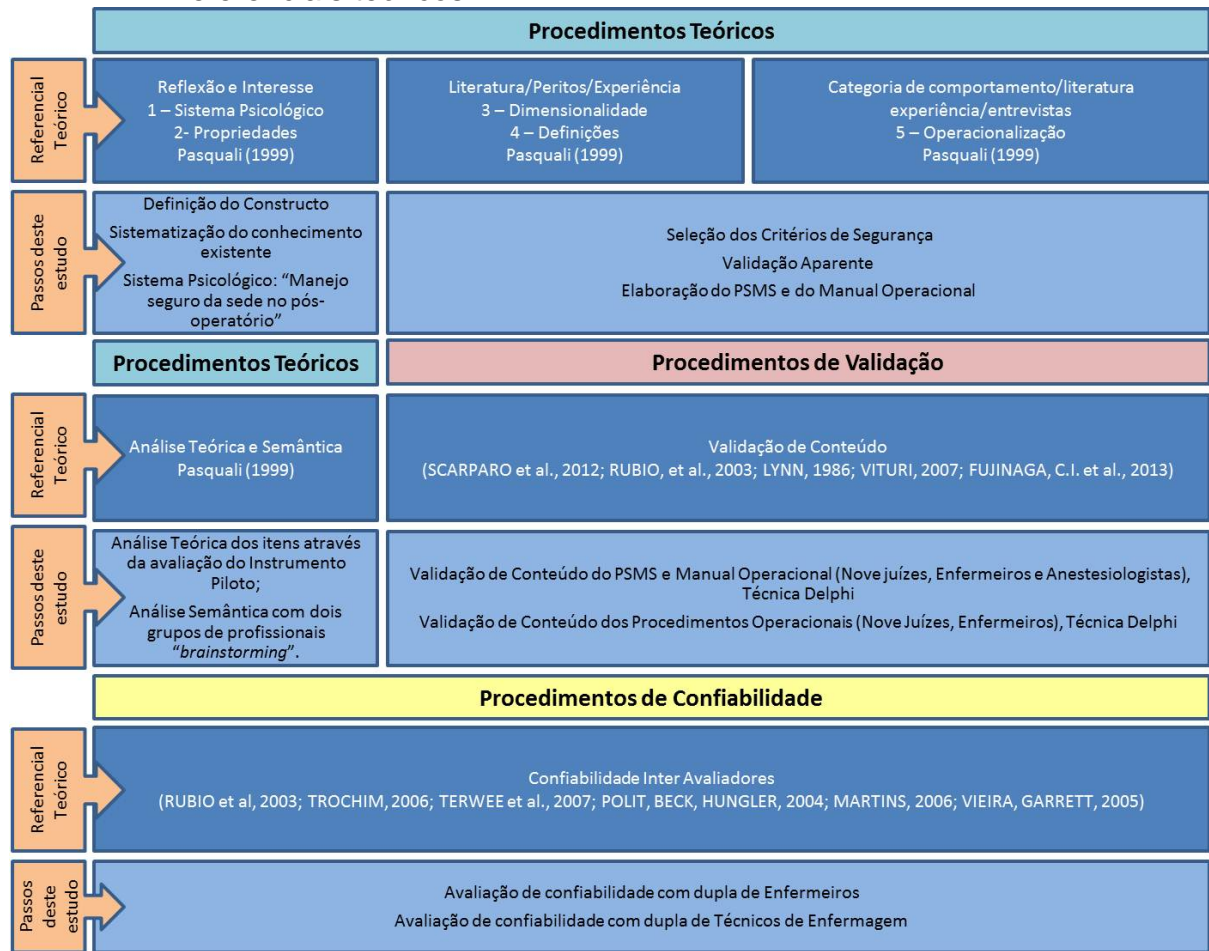 Procedimentos Teóricos
Referencial
Teórico
Reflexão e Interesse
1 – Sistema Psicológico
2- Propriedades
Pasquali (1999)
Literatura/Peritos/Experiência
3 – Dimensionalidade
4 – Definições
Pasquali (1999)
Categoria de comportamento/literatura
experiência/entrevistas
5 – Operacionalização
Pasquali (1999)
Passos deste
estudo
Definição do Constructo
Sistematização do conhecimento
existente
Sistema Psicológico: “Manejo
seguro da sede no pós-
operatório”
Seleção dos Critérios de Segurança
Validação Aparente
Elaboração do PSMS e do Manual Operacional
Procedimentos Teóricos
Procedimentos de Validação
Referencial
Teórico
Análise Teórica e Semântica
Pasquali (1999)
Validação de Conteúdo
(SCARPARO et al., 2012; RUBIO, et al., 2003; LYNN, 1986; VITURI, 2007; FUJINAGA, C.I. et al., 2013)
Passos deste
estudo
Análise Teórica dos itens através
da avaliação do Instrumento
Piloto;
Análise Semântica com dois
grupos de profissionais
“brainstorming”.
Validação de Conteúdo do PSMS e Manual Operacional (Nove juízes, Enfermeiros e Anestesiologistas),
Técnica Delphi
Validação de Conteúdo dos Procedimentos Operacionais (Nove Juízes, Enfermeiros), Técnica Delphi
Procedimentos de Confiabilidade
Referencial
Teórico
Confiabilidade Inter Avaliadores
(RUBIO et al, 2003; TROCHIM, 2006; TERWEE et al., 2007; POLIT, BECK, HUNGLER, 2004; MARTINS, 2006; VIEIRA, GARRETT, 2005)
Passos
deste
estudo
Avaliação de confiabilidade com dupla de Enfermeiros
Avaliação de confiabilidade com dupla de Técnicos de Enfermagem